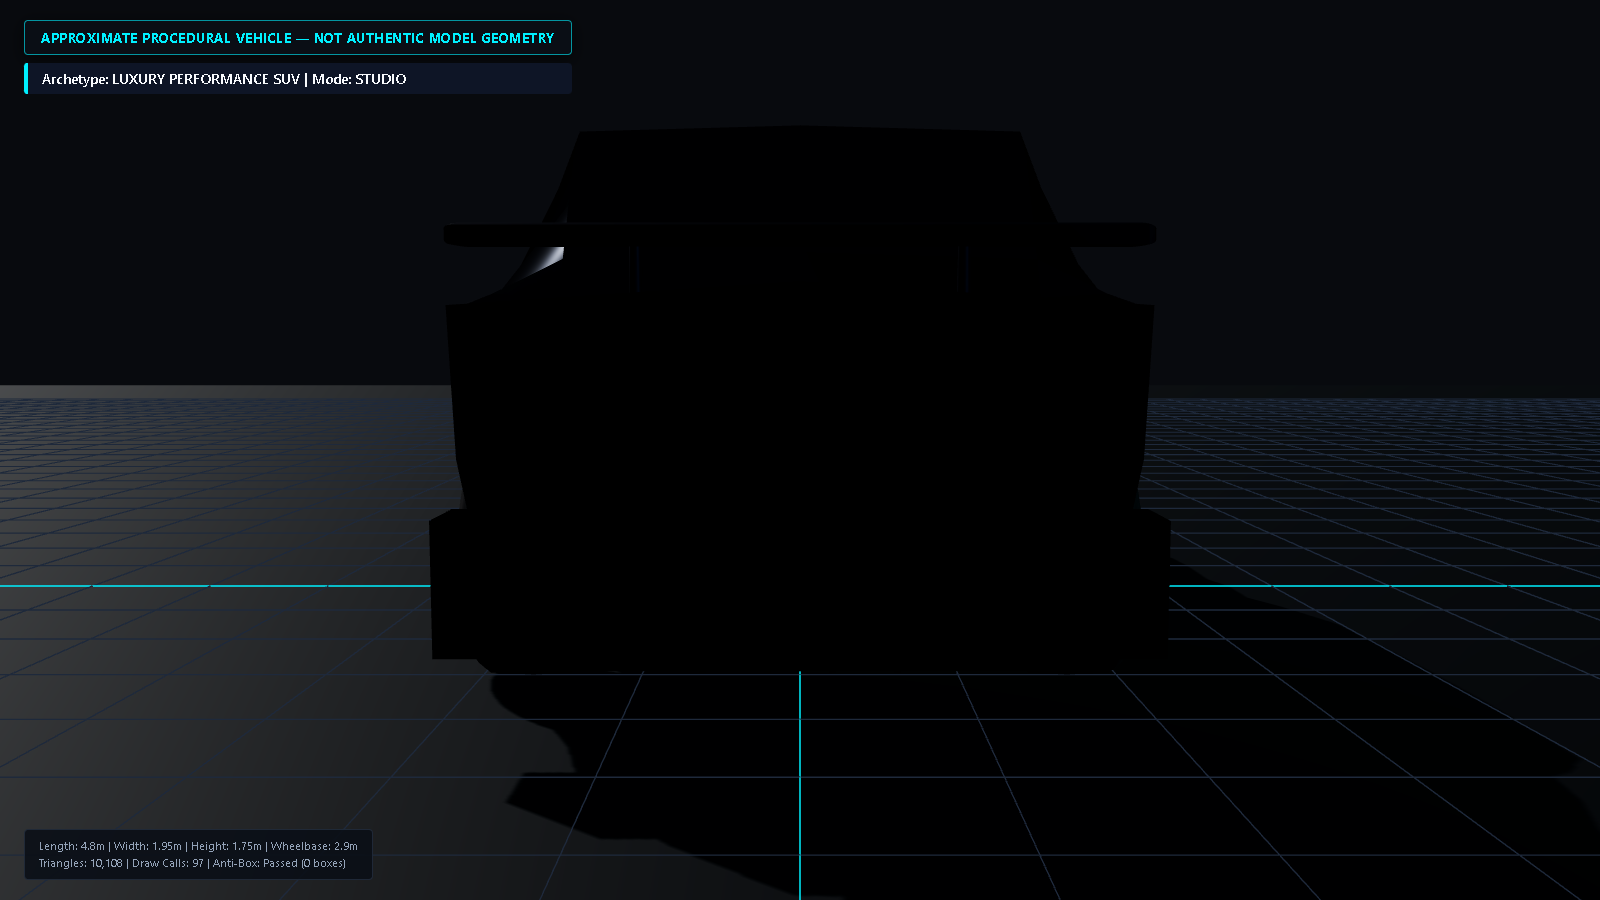 APPROXIMATE PROCEDURAL VEHICLE — NOT AUTHENTIC MODEL GEOMETRY
Archetype: LUXURY PERFORMANCE SUV | Mode: STUDIO
Length: 4.8m | Width: 1.95m | Height: 1.75m | Wheelbase: 2.9m
Triangles: 10,108 | Draw Calls: 97 | Anti-Box: Passed (0 boxes)